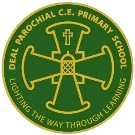 DEAL PAROCHIAL C.E. PRIMARY SCHOOL
LIGHTING THE WAY THROUGH LEARNING